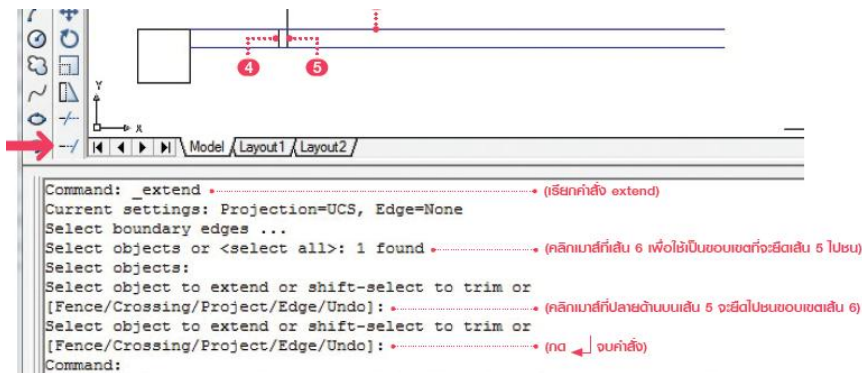 4 5
Y
X
Model Layout1 Layout2
Command: _extend (เรียกคำสั่ง extend)
Current settings: Projection=UCS, Edge=None
Select boundary edges ...
Select objects or <select all>: 1 found (คลิกเมาส์ที่เส้น 6 เพื่อใช้เป็นขอบเขตที่จะยืดเส้น 5 ไปชน)
Select objects:
Select object to extend or shift-select to trim or
[Fence/Crossing/Project/Edge/Undo]: (คลิกเมาส์ที่ปลายด้านบนเส้น 5 จะยืดไปชนขอบเขตเส้น 6)
Select object to extend or shift-select to trim or
[Fence/Crossing/Project/Edge/Undo]: (กด ↲ จบคำสั่ง)
Command: